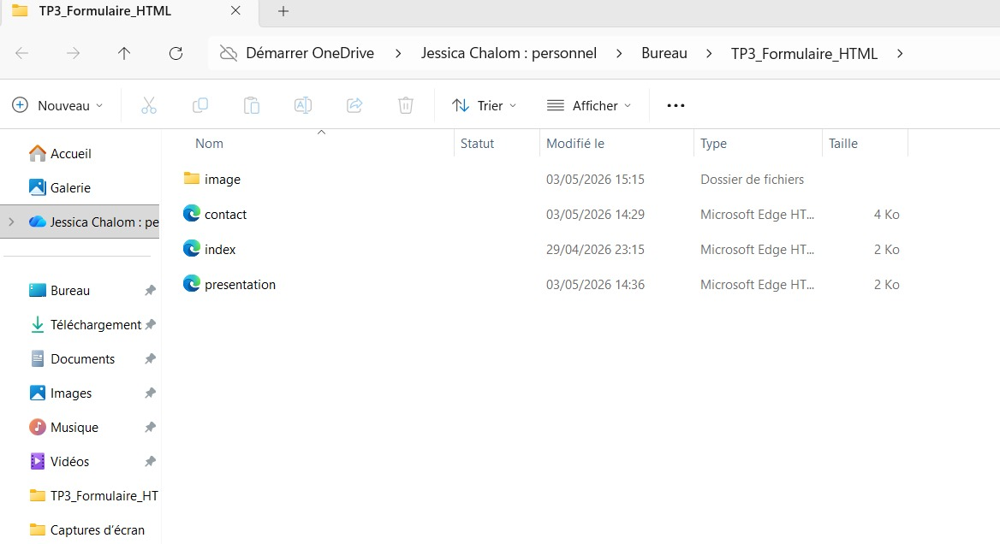 TP3_Formulaire_HTML
Démarrer OneDrive > Jessica Chalom : personnel > Bureau > TP3_Formulaire_HTML >
Nouveau Trier Afficher
Nom Statut Modifié le Type Taille
Accueil
Galerie
Jessica Chalom : pe
Bureau
Téléchargement
Documents
Images
Musique
Vidéos
TP3_Formulaire_HT
Captures d’écran
image 03/05/2026 15:15 Dossier de fichiers
contact 03/05/2026 14:29 Microsoft Edge HT... 4 Ko
index 29/04/2026 23:15 Microsoft Edge HT... 2 Ko
presentation 03/05/2026 14:36 Microsoft Edge HT... 2 Ko